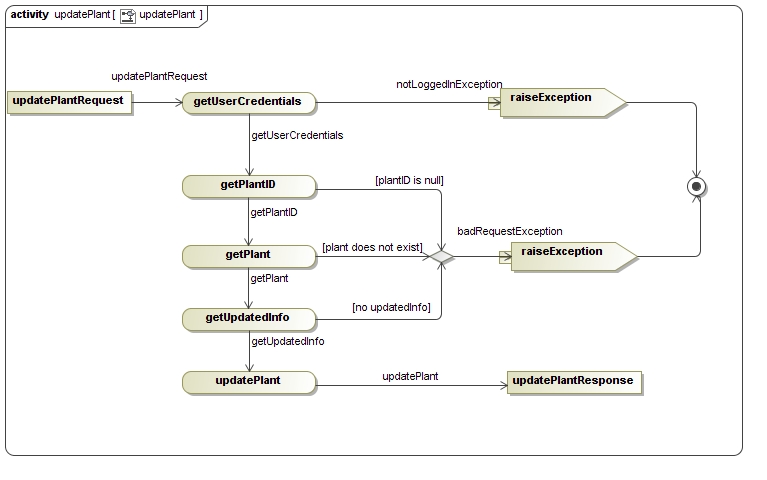 activity updatePlant [ updatePlant ]
updatePlantRequest
notLoggedInException
updatePlantRequest
getUserCredentials
raiseException
getUserCredentials
getPlantID
[plantID is null]
getPlantID
badRequestException
getPlant
[plant does not exist]
raiseException
getPlant
getUpdatedInfo
[no updatedInfo]
getUpdatedInfo
updatePlant
updatePlant
updatePlantResponse